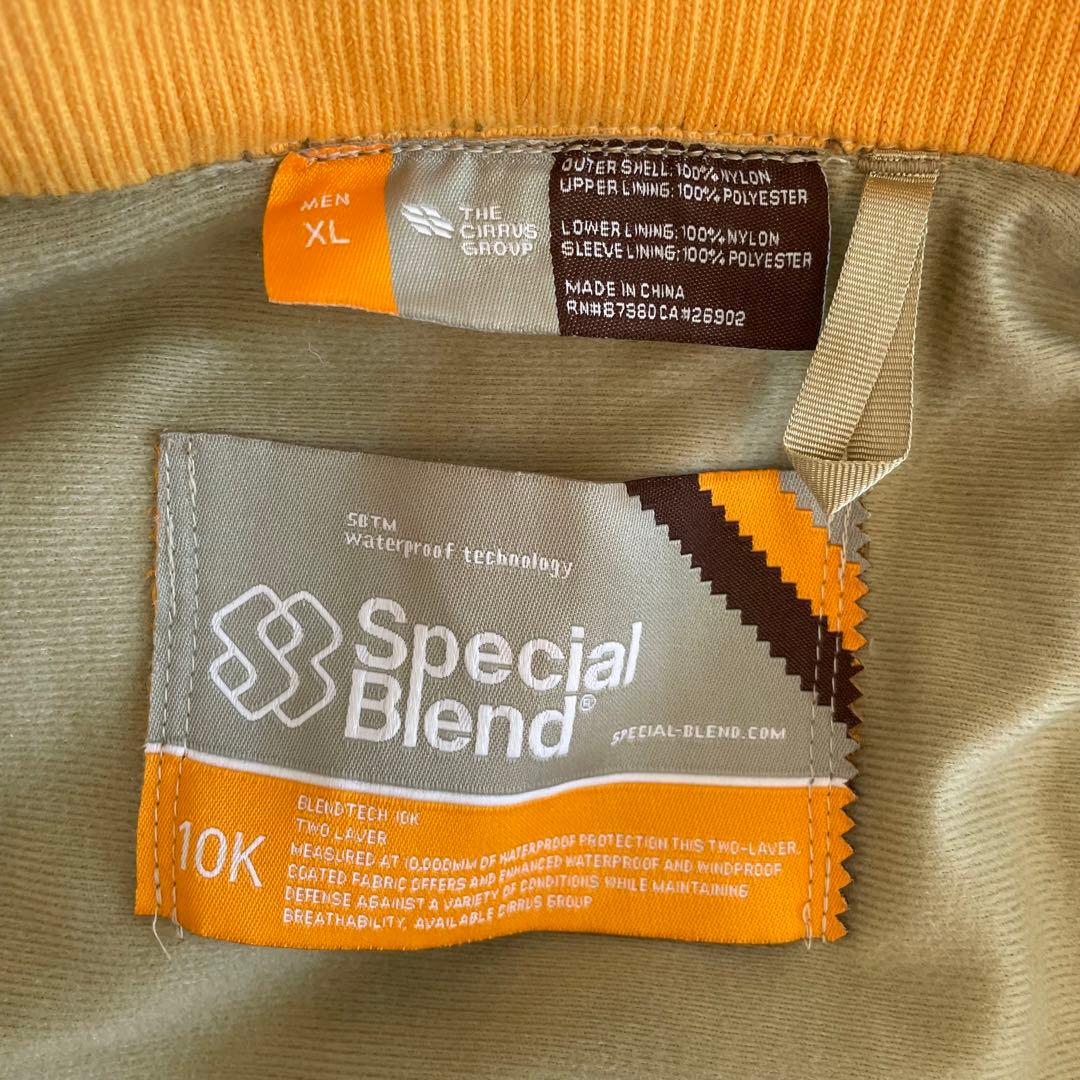 MEN
XL
THE
CIRRUS
GROUP
OUTER SHELL: 100% NYLON
UPPER LINING: 100% POLYESTER
LOWER LINING: 100% NYLON
SLEEVE LINING: 100% POLYESTER
MADE IN CHINA
RN#87980 CA#26902
SBTM
waterproof technology
Special
Blend®
SPECIAL-BLEND.COM
10K
BLENDTECH 10K
TWO LAYER
MEASURED AT 10,000MM OF WATERPROOF PROTECTION THIS TWO-LAYER
COATED FABRIC OFFERS AND ENHANCED WATERPROOF AND WINDPROOF
DEFENSE AGAINST A VARIETY OF CONDITIONS WHILE MAINTAINING
BREATHABILITY, AVAILABLE CIRRUS GROUP